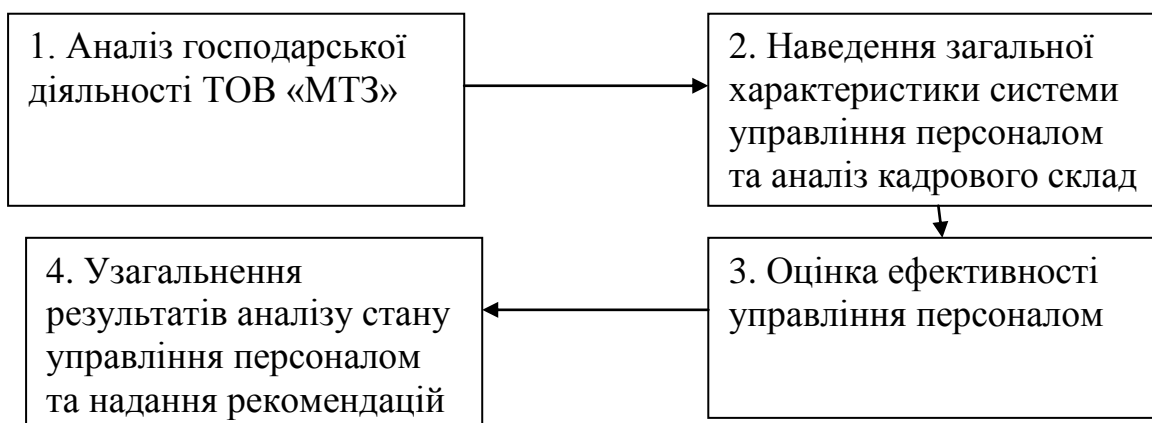 1. Аналіз господарської
діяльності ТОВ «МТЗ»
2. Наведення загальної
характеристики системи
управління персоналом
та аналіз кадрового склад
3. Оцінка ефективності
управління персоналом
4. Узагальнення
результатів аналізу стану
управління персоналом
та надання рекомендацій